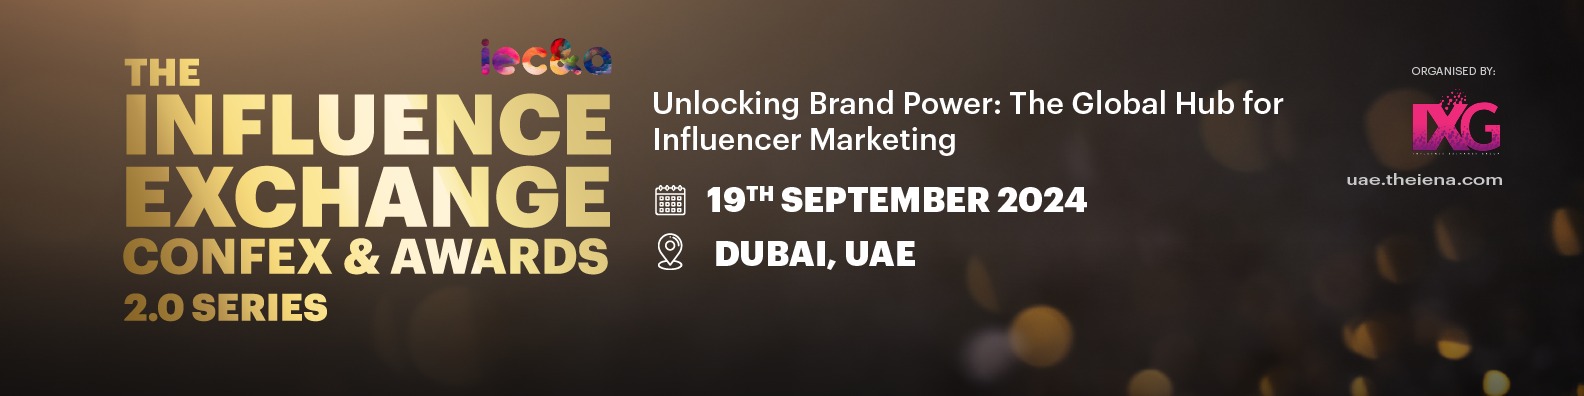 iec&a
THE
INFLUENCE
EXCHANGE
CONFEX & AWARDS
2.0 SERIES
Unlocking Brand Power: The Global Hub for
Influencer Marketing
19TH SEPTEMBER 2024
DUBAI, UAE
ORGANISED BY:
IXG
uae.theiena.com